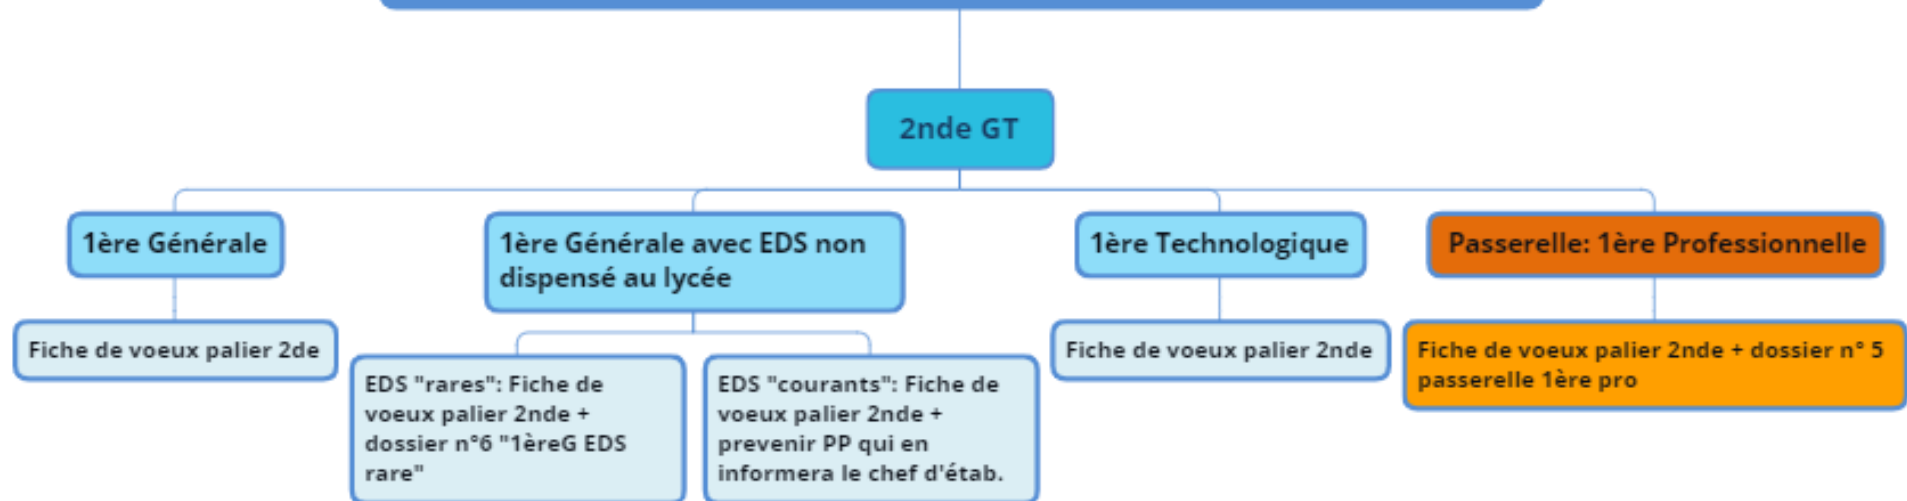 2nde GT
1ère Générale
1ère Générale avec EDS non
dispensé au lycée
1ère Technologique
Passerelle: 1ère Professionnelle
Fiche de voeux palier 2de
EDS "rares": Fiche de
voeux palier 2nde +
dossier n°6 "1èreG EDS
rare"
EDS "courants": Fiche de
voeux palier 2nde +
prevenir PP qui en
informera le chef d'étab.
Fiche de voeux palier 2nde
Fiche de voeux palier 2nde + dossier n° 5
passerelle 1ère pro